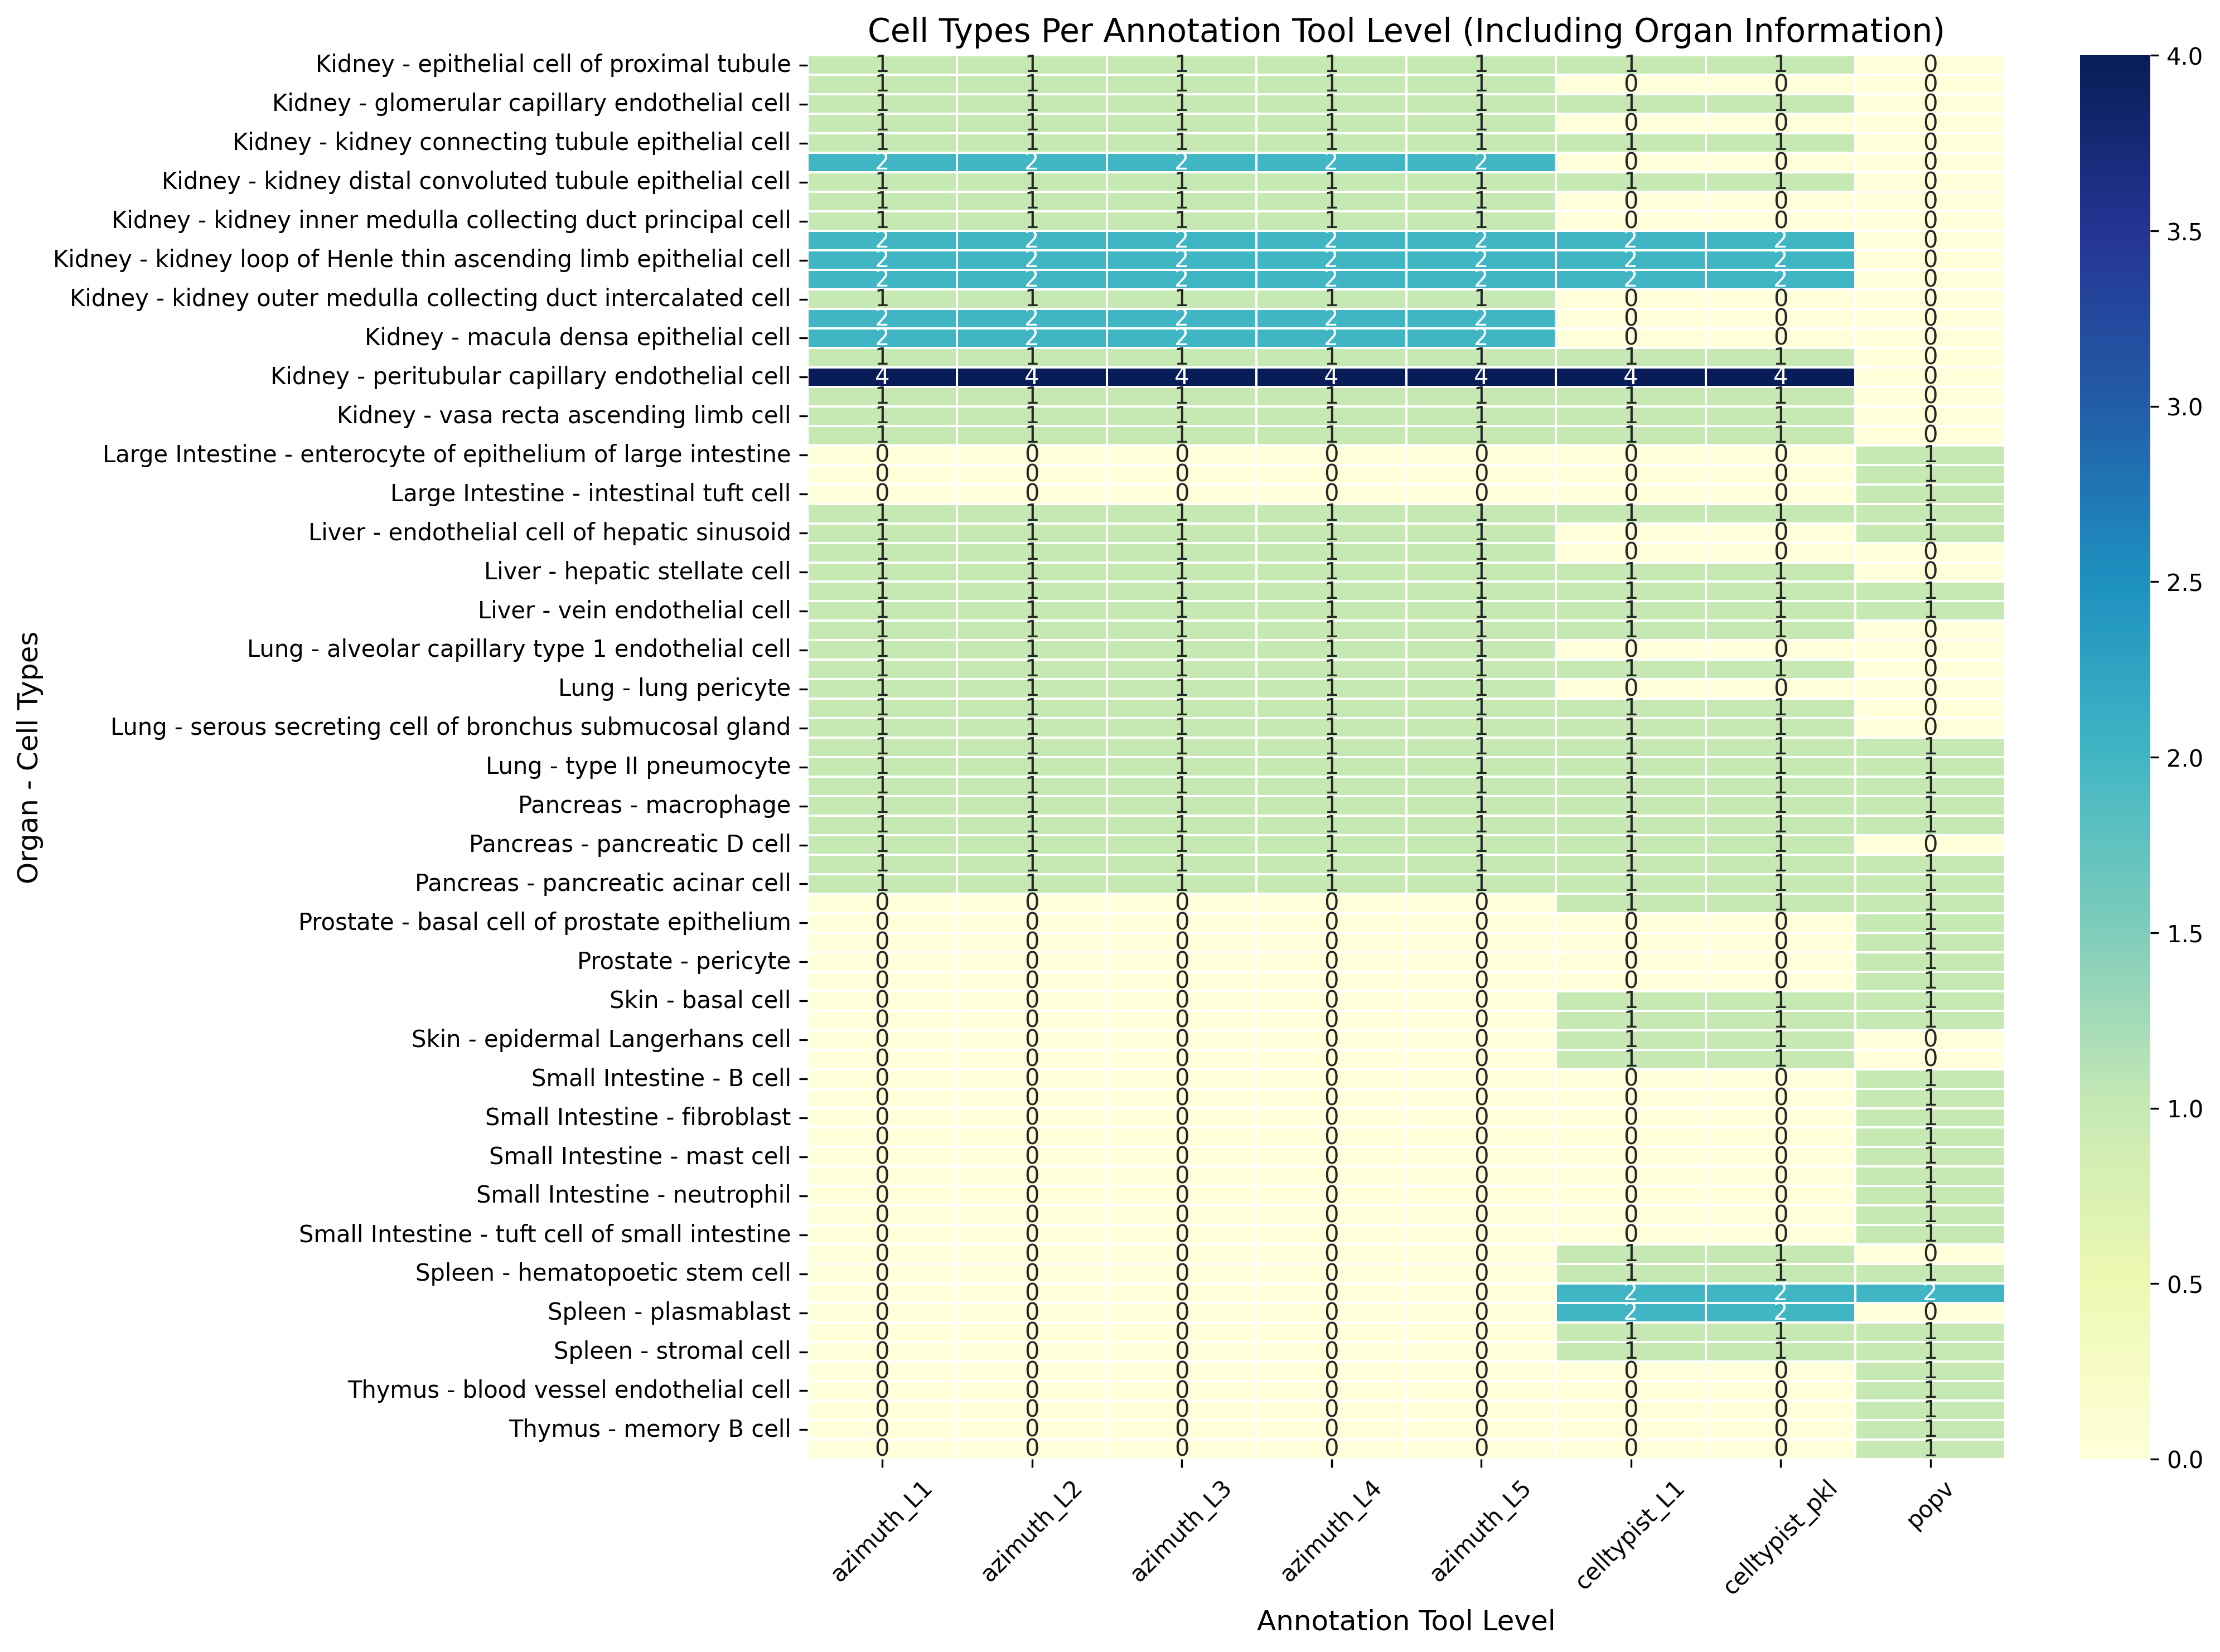 Cell Types Per Annotation Tool Level (Including Organ Information)
Kidney - epithelial cell of proximal tubule 1 1 1 1 1 1 1 0
1 1 1 1 1 0 0 0
Kidney - glomerular capillary endothelial cell 1 1 1 1 1 1 1 0
1 1 1 1 1 0 0 0
Kidney - kidney connecting tubule epithelial cell 1 1 1 1 1 1 1 0
2 2 2 2 2 0 0 0
Kidney - kidney distal convoluted tubule epithelial cell 1 1 1 1 1 1 1 0
1 1 1 1 1 0 0 0
Kidney - kidney inner medulla collecting duct principal cell 1 1 1 1 1 0 0 0
2 2 2 2 2 2 2 0
Kidney - kidney loop of Henle thin ascending limb epithelial cell 2 2 2 2 2 2 2 0
2 2 2 2 2 2 2 0
Kidney - kidney outer medulla collecting duct intercalated cell 1 1 1 1 1 0 0 0
2 2 2 2 2 0 0 0
Kidney - macula densa epithelial cell 2 2 2 2 2 0 0 0
1 1 1 1 1 1 1 0
Kidney - peritubular capillary endothelial cell 4 4 4 4 4 4 4 0
1 1 1 1 1 1 1 0
Kidney - vasa recta ascending limb cell 1 1 1 1 1 1 1 0
1 1 1 1 1 1 1 0
Large Intestine - enterocyte of epithelium of large intestine 0 0 0 0 0 0 0 1
0 0 0 0 0 0 0 1
Large Intestine - intestinal tuft cell 0 0 0 0 0 0 0 1
1 1 1 1 1 1 1 1
Liver - endothelial cell of hepatic sinusoid 1 1 1 1 1 0 0 1
1 1 1 1 1 0 0 0
Liver - hepatic stellate cell 1 1 1 1 1 1 1 0
1 1 1 1 1 1 1 1
Liver - vein endothelial cell 1 1 1 1 1 1 1 1
1 1 1 1 1 1 1 0
Lung - alveolar capillary type 1 endothelial cell 1 1 1 1 1 0 0 0
1 1 1 1 1 1 1 0
Lung - lung pericyte 1 1 1 1 1 0 0 0
1 1 1 1 1 1 1 0
Lung - serous secreting cell of bronchus submucosal gland 1 1 1 1 1 1 1 0
1 1 1 1 1 1 1 1
Lung - type II pneumocyte 1 1 1 1 1 1 1 1
1 1 1 1 1 1 1 1
Pancreas - macrophage 1 1 1 1 1 1 1 1
1 1 1 1 1 1 1 1
Pancreas - pancreatic D cell 1 1 1 1 1 1 1 0
1 1 1 1 1 1 1 1
Pancreas - pancreatic acinar cell 1 1 1 1 1 1 1 1
0 0 0 0 0 1 1 1
Prostate - basal cell of prostate epithelium 0 0 0 0 0 0 0 1
0 0 0 0 0 0 0 1
Prostate - pericyte 0 0 0 0 0 0 0 1
0 0 0 0 0 0 0 1
Skin - basal cell 0 0 0 0 0 1 1 1
0 0 0 0 0 1 1 1
Skin - epidermal Langerhans cell 0 0 0 0 0 1 1 0
0 0 0 0 0 1 1 0
Small Intestine - B cell 0 0 0 0 0 0 0 1
0 0 0 0 0 0 0 1
Small Intestine - fibroblast 0 0 0 0 0 0 0 1
0 0 0 0 0 0 0 1
Small Intestine - mast cell 0 0 0 0 0 0 0 1
0 0 0 0 0 0 0 1
Small Intestine - neutrophil 0 0 0 0 0 0 0 1
0 0 0 0 0 0 0 1
Small Intestine - tuft cell of small intestine 0 0 0 0 0 0 0 1
0 0 0 0 0 1 1 0
Spleen - hematopoetic stem cell 0 0 0 0 0 1 1 1
0 0 0 0 0 2 2 2
Spleen - plasmablast 0 0 0 0 0 2 2 0
0 0 0 0 0 1 1 1
Spleen - stromal cell 0 0 0 0 0 1 1 1
0 0 0 0 0 0 0 1
Thymus - blood vessel endothelial cell 0 0 0 0 0 0 0 1
0 0 0 0 0 0 0 1
Thymus - memory B cell 0 0 0 0 0 0 0 1
0 0 0 0 0 0 0 1
azimuth_L1 azimuth_L2 azimuth_L3 azimuth_L4 azimuth_L5 celltypist_L1 celltypist_pkl popv
Annotation Tool Level
Organ - Cell Types
4.0
3.5
3.0
2.5
2.0
1.5
1.0
0.5
0.0